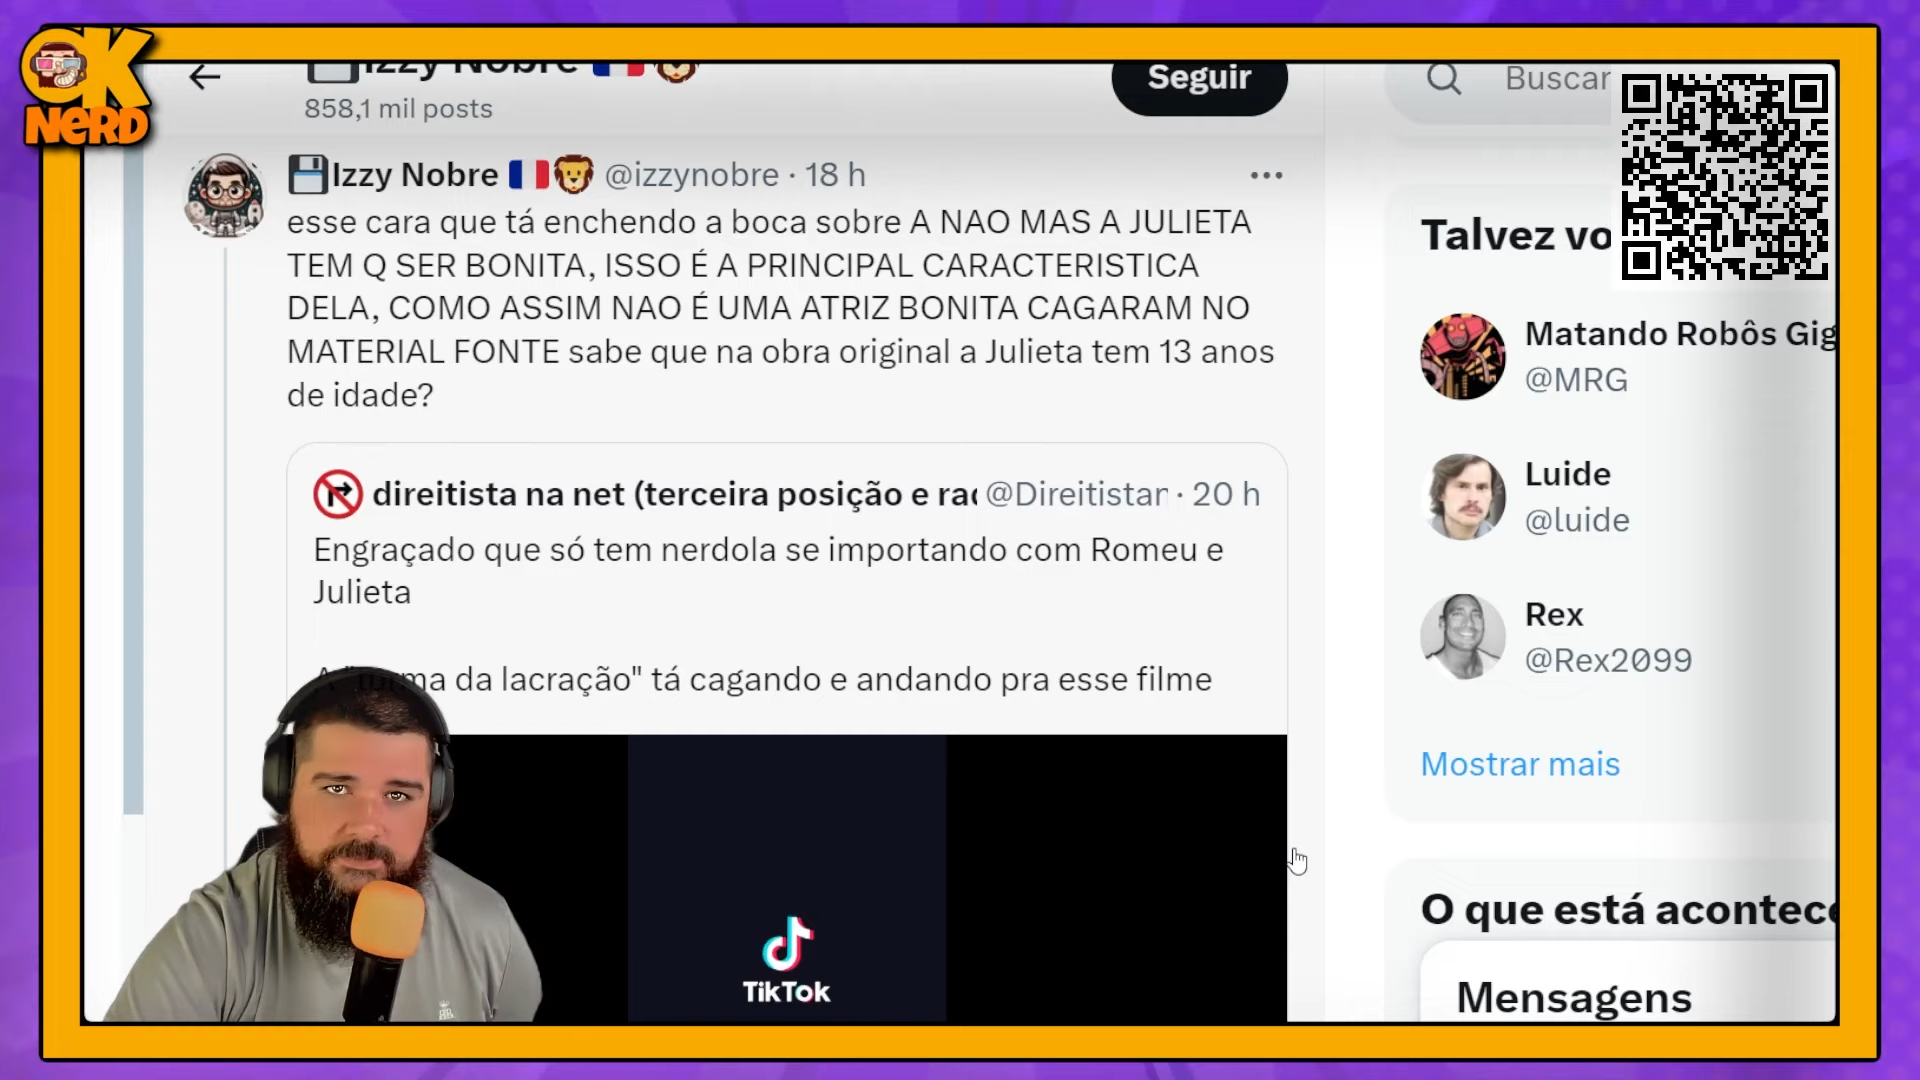 OK
NERD
Izzy Nobre
858,1 mil posts
Seguir
Buscar
Izzy Nobre @izzynobre · 18 h
esse cara que tá enchendo a boca sobre A NAO MAS A JULIETA
TEM Q SER BONITA, ISSO É A PRINCIPAL CARACTERISTICA
DELA, COMO ASSIM NAO É UMA ATRIZ BONITA CAGARAM NO
MATERIAL FONTE sabe que na obra original a Julieta tem 13 anos
de idade?
direitista na net (terceira posição e @Direitistan · 20 h
Engraçado que só tem nerdola se importando com Romeu e
Julieta
A da lacração" tá cagando e andando pra esse filme
TikTok
Talvez vo
Matando Robôs Gig
@MRG
Luide
@luide
Rex
@Rex2099
Mostrar mais
O que está acontece
Mensagens